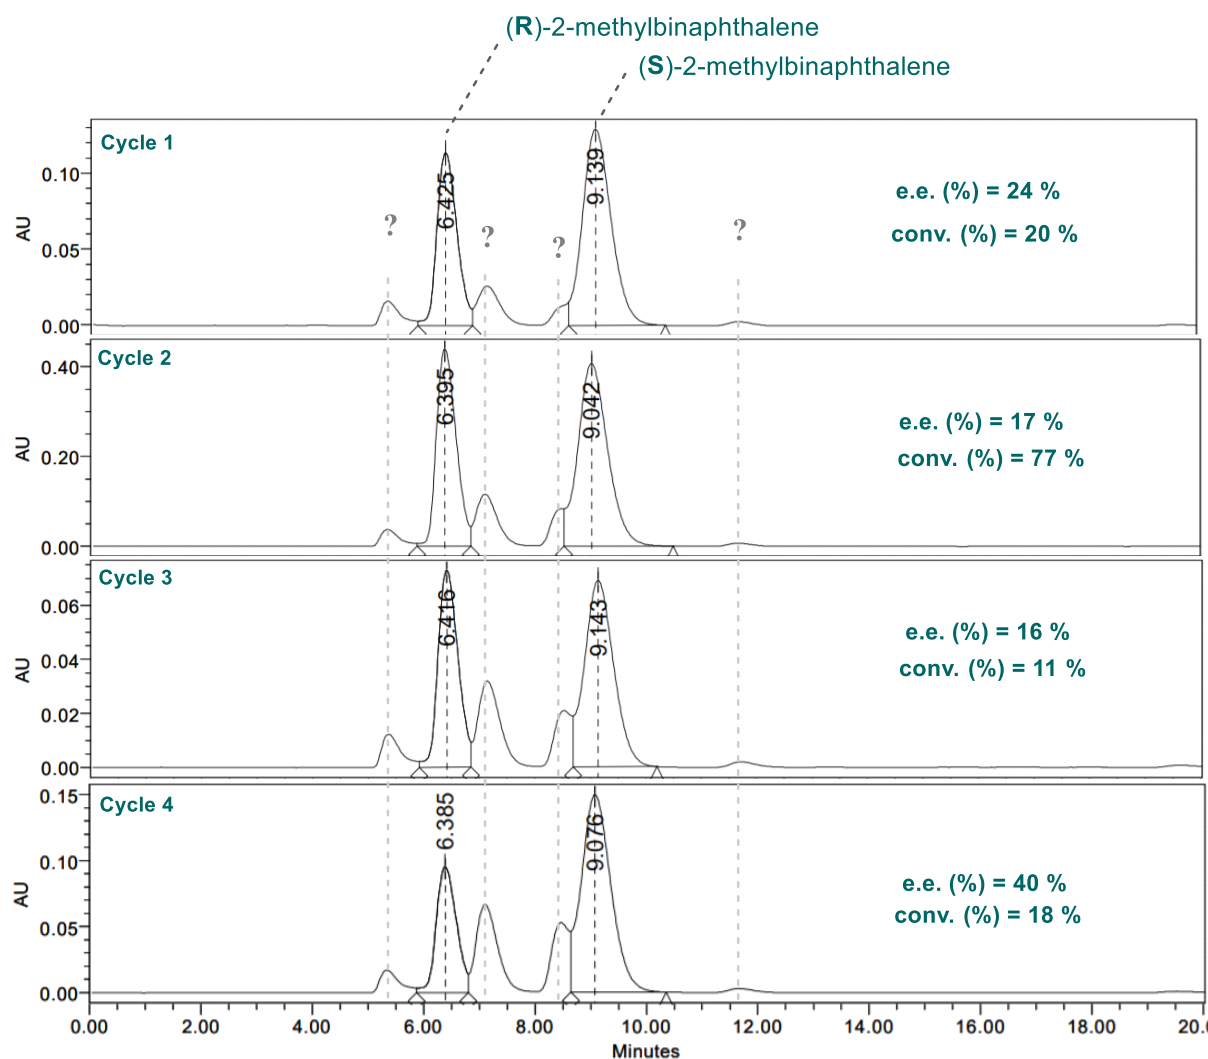 (R)-2-methylbinaphthalene
(S)-2-methylbinaphthalene
Cycle 1
0.10
0.05
0.00
AU
6.425
9.139
?
?
?
?
e.e. (%) = 24 %
conv. (%) = 20 %
Cycle 2
0.40
0.20
0.00
AU
6.395
9.042
e.e. (%) = 17 %
conv. (%) = 77 %
Cycle 3
0.06
0.04
0.02
0.00
AU
6.416
9.143
e.e. (%) = 16 %
conv. (%) = 11 %
Cycle 4
0.15
0.10
0.05
0.00
AU
6.385
9.076
e.e. (%) = 40 %
conv. (%) = 18 %
0.00 2.00 4.00 6.00 8.00 10.00 12.00 14.00 16.00 18.00
Minutes